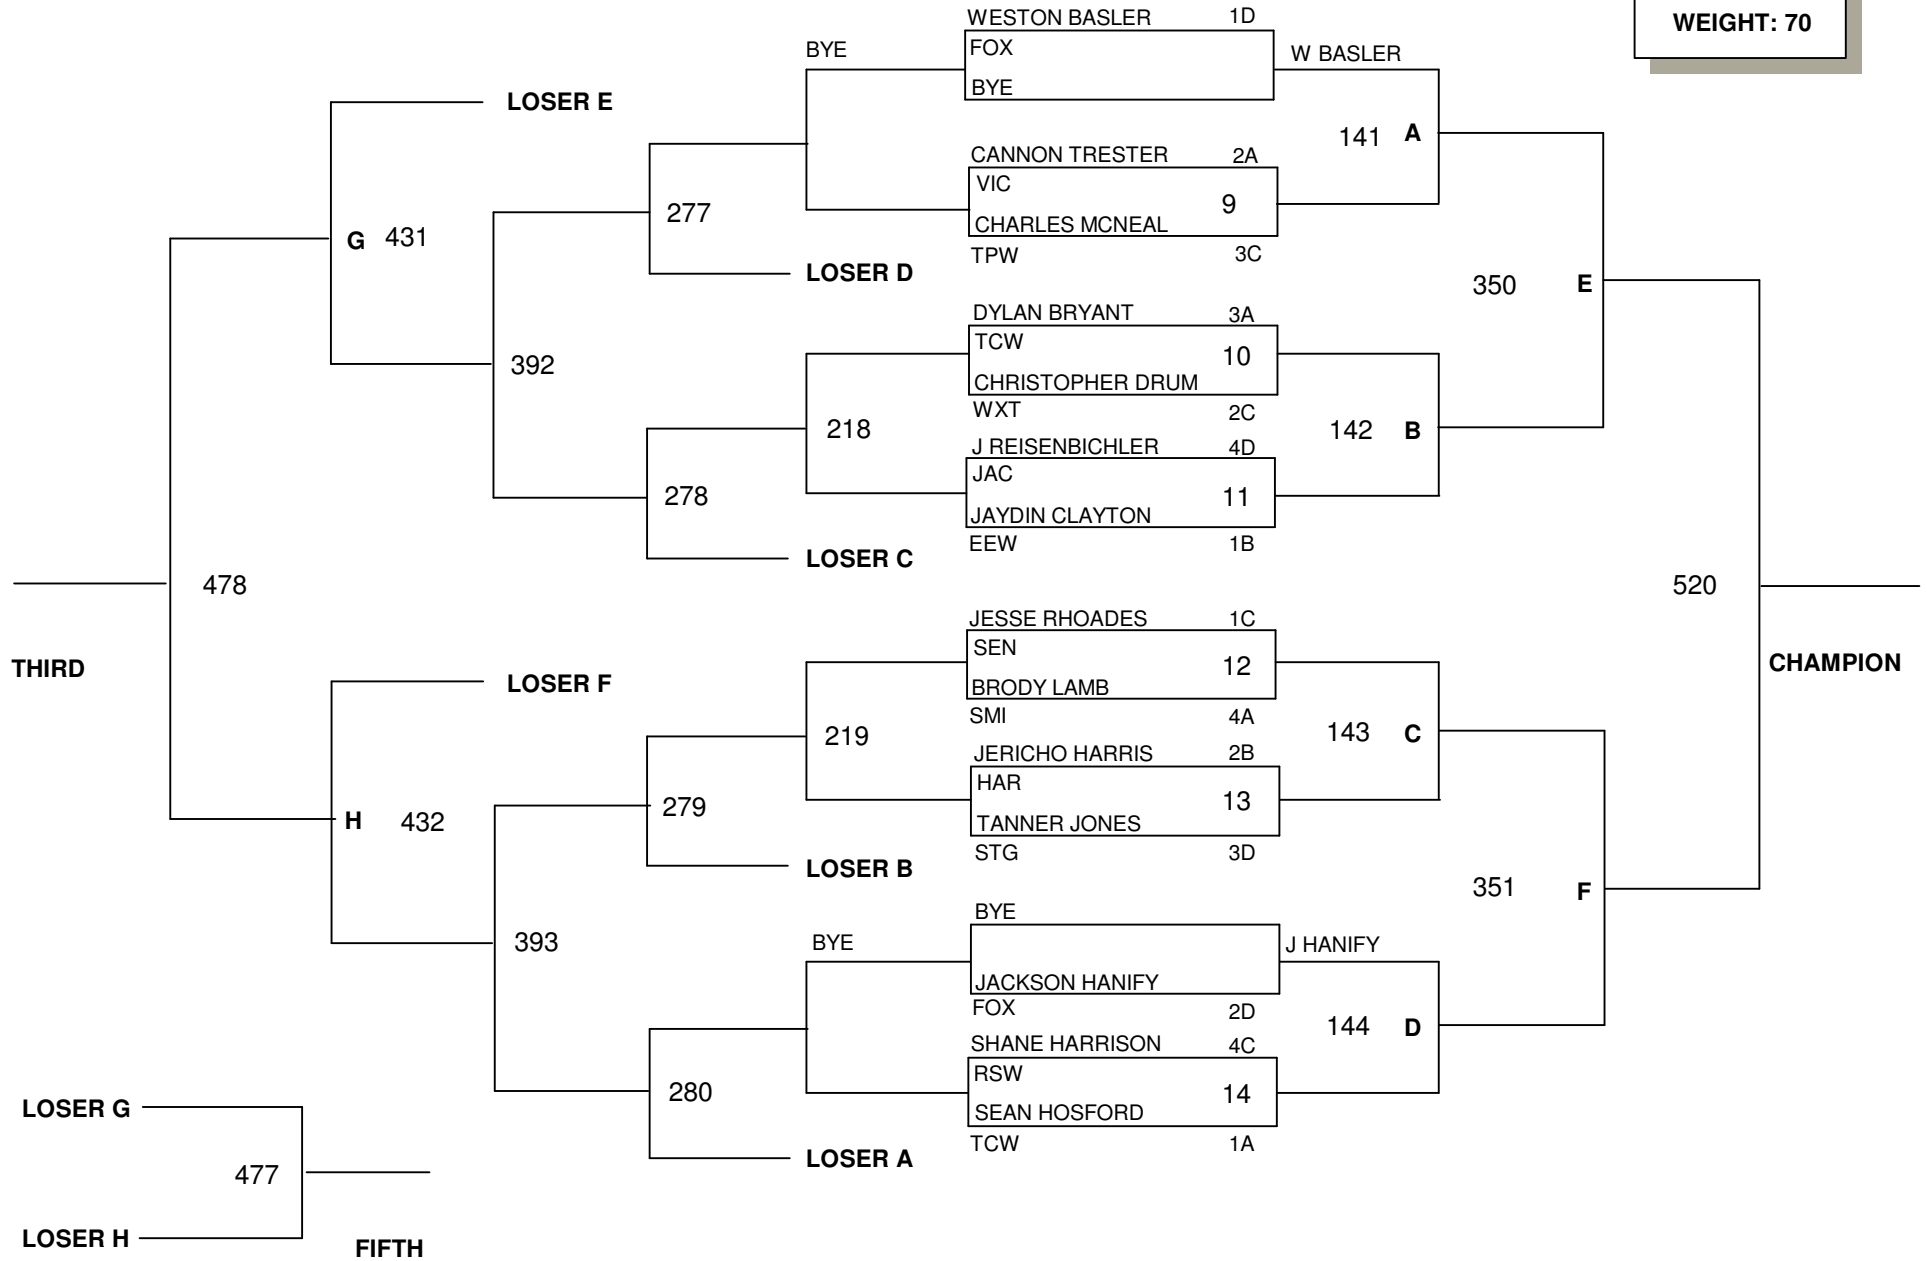 WEIGHT: 70
WESTON BASLER 1D
BYE
FOX
W BASLER
BYE
LOSER E
141 A
CANNON TRESTER 2A
VIC
9
277
CHARLES MCNEAL
G 431
TPW 3C
LOSER D
350 E
DYLAN BRYANT 3A
TCW
10
392
CHRISTOPHER DRUM
WXT 2C
218
142 B
J REISENBICHLER 4D
JAC
278
11
JAYDIN CLAYTON
EEW 1B
LOSER C
478
520
JESSE RHOADES 1C
SEN
12
THIRD
CHAMPION
LOSER F
BRODY LAMB
SMI 4A
219
143 C
JERICHO HARRIS 2B
HAR
279
13
H 432
TANNER JONES
STG 3D
LOSER B
351 F
BYE
393
BYE
J HANIFY
JACKSON HANIFY
FOX 2D
144 D
SHANE HARRISON 4C
RSW
280
14
LOSER G
SEAN HOSFORD
TCW 1A
LOSER A
477
LOSER H
FIFTH